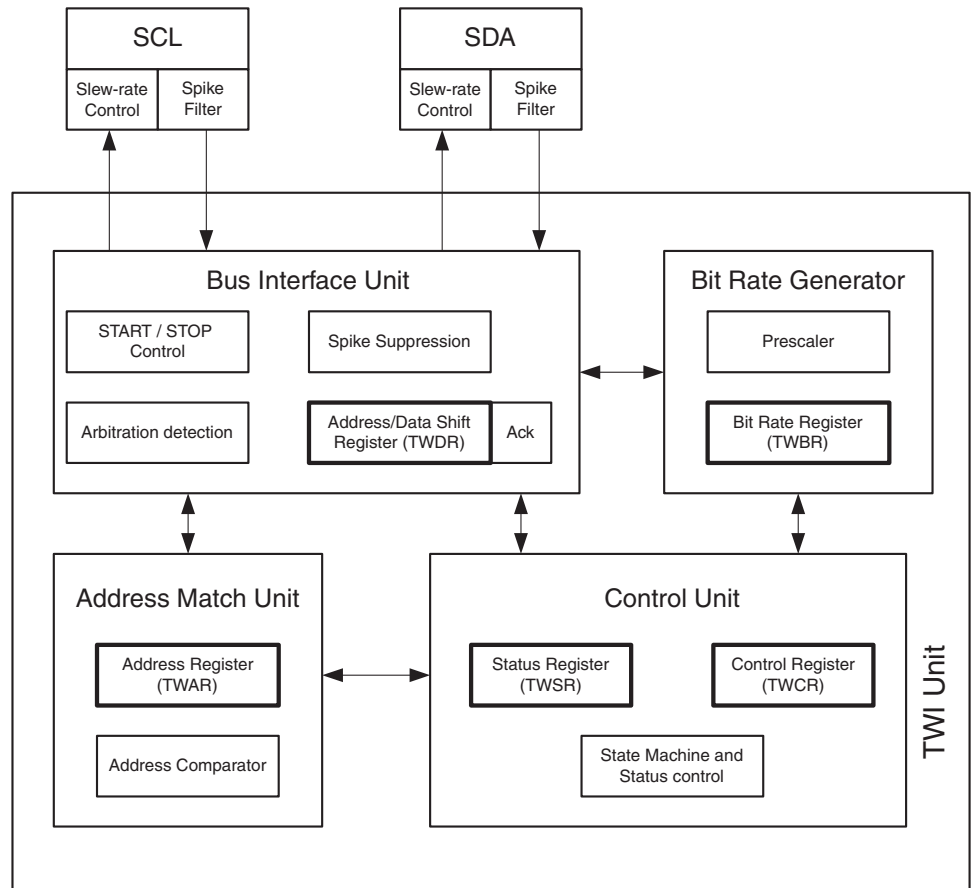 SCL
Slew-rate
Control
Spike
Filter
SDA
Slew-rate
Control
Spike
Filter
Bus Interface Unit
START / STOP
Control
Spike Suppression
Arbitration detection
Address/Data Shift
Register (TWDR)
Ack
Bit Rate Generator
Prescaler
Bit Rate Register
(TWBR)
Address Match Unit
Address Register
(TWAR)
Address Comparator
Control Unit
Status Register
(TWSR)
Control Register
(TWCR)
State Machine and
Status control
TWI Unit